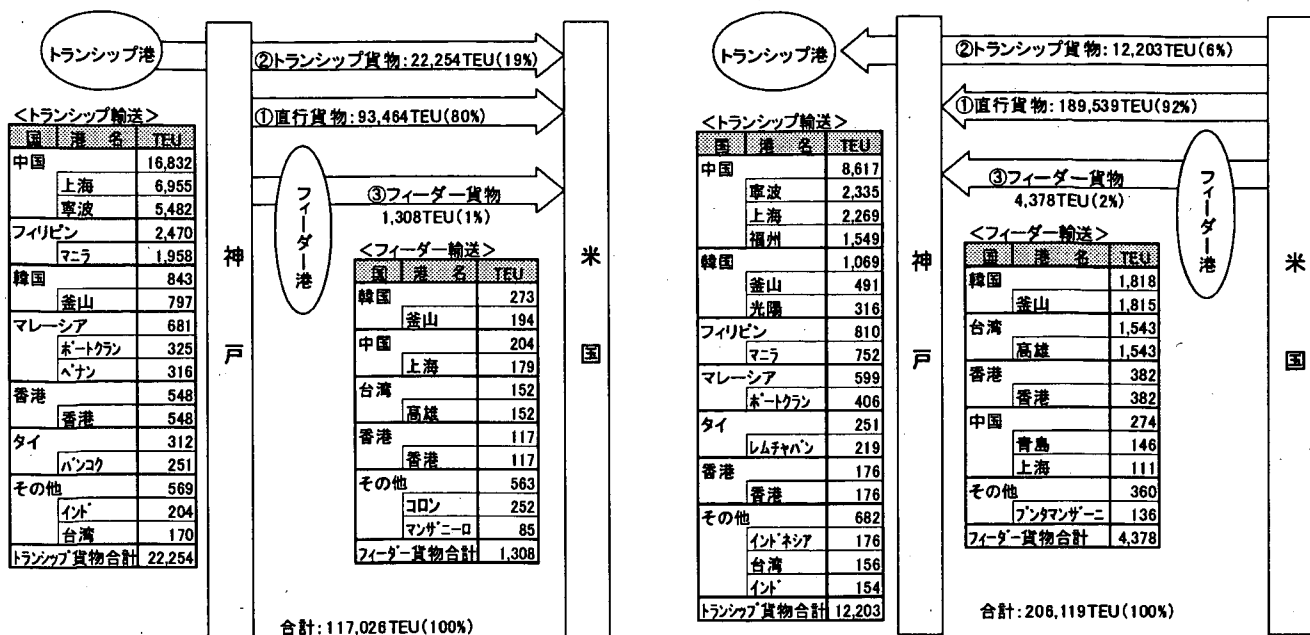 トランシップ港
②トランシップ貨物:22,254TEU(19%)
①直行貨物:93,464TEU(80%)
<トランシップ輸送>
国 港 名 TEU
中国 16,832
上海 6,955
寧波 5,482
フィリピン 2,470
マニラ 1,958
韓国 843
釜山 797
マレーシア 681
ポートクラン 325
ペナン 316
香港 548
香港 548
タイ 312
バンコク 251
その他 569
インド 204
台湾 170
トランシップ貨物合計 22,254
神戸
フィーダー港
③フィーダー貨物
1,308TEU(1%)
<フィーダー輸送>
国 港 名 TEU
韓国 273
釜山 194
中国 204
上海 179
台湾 152
高雄 152
香港 117
香港 117
その他 563
コロン 252
マンザニーロ 85
フィーダー貨物合計 1,308
米国
合計:117,026TEU(100%)
トランシップ港
②トランシップ貨物:12,203TEU(6%)
①直行貨物:189,539TEU(92%)
<トランシップ輸送>
国 港 名 TEU
中国 8,617
寧波 2,335
上海 2,269
福州 1,549
韓国 1,069
釜山 491
光陽 316
フィリピン 810
マニラ 752
マレーシア 599
ポートクラン 406
タイ 251
レムチャバン 219
香港 176
香港 176
その他 682
インドネシア 176
台湾 156
インド 154
トランシップ貨物合計 12,203
神戸
③フィーダー貨物
4,378TEU(2%)
フィーダー港
<フィーダー輸送>
国 港 名 TEU
韓国 1,818
釜山 1,815
台湾 1,543
高雄 1,543
香港 382
香港 382
中国 274
青島 146
上海 111
その他 360
プンタマンザーニ 136
フィーダー貨物合計 4,378
米国
合計:206,119TEU(100%)